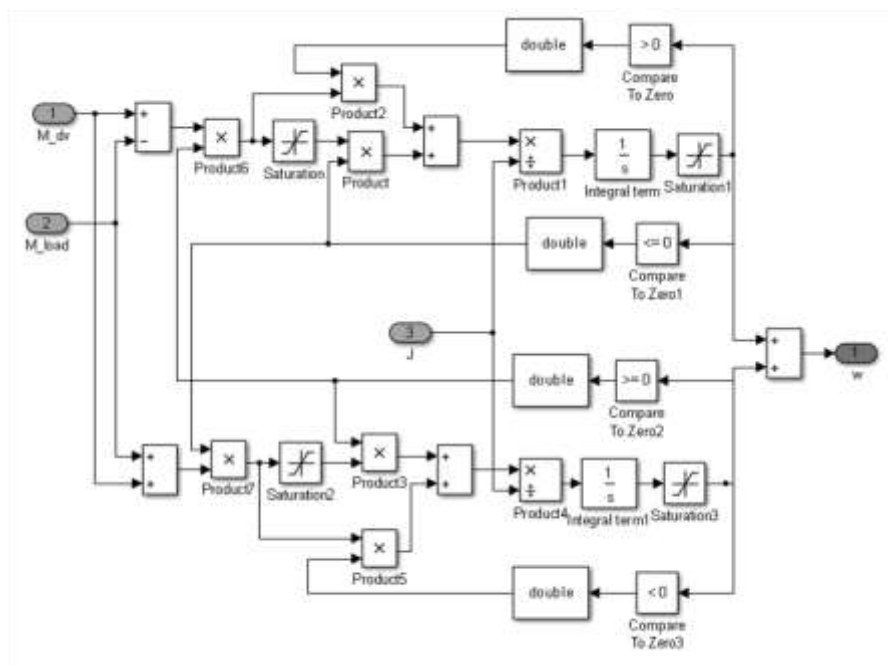 double
> 0
Compare
To Zero
1
M_dv
+
−
×
Product6
Saturation
×
Product2
×
Product
+
+
×
÷
Product1
1
s
Integral term
Saturation1
2
M_load
double
<= 0
Compare
To Zero1
3
J
+
+
1
w
double
>= 0
Compare
To Zero2
+
+
×
Product7
Saturation2
×
Product3
+
+
×
÷
Product4
1
s
Integral term1
Saturation3
×
Product5
double
< 0
Compare
To Zero3